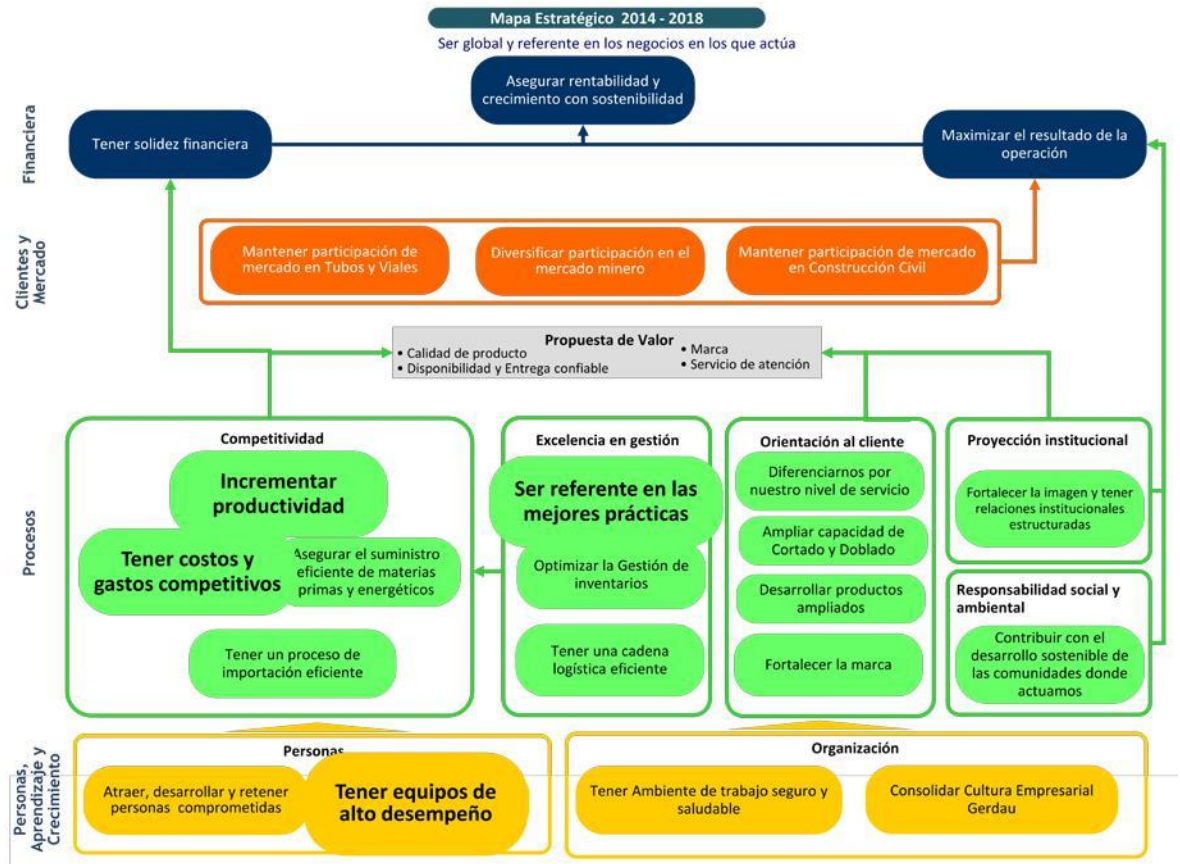 Mapa Estratégico 2014 - 2018
Ser global y referente en los negocios en los que actúa
Financiera
Asegurar rentabilidad y
crecimiento con sostenibilidad
Tener solidez financiera
Maximizar el resultado de la
operación
Clientes y
Mercado
Mantener participación de
mercado en Tubos y Viales
Diversificar participación en el
mercado minero
Mantener participación de mercado
en Construcción Civil
Propuesta de Valor
• Calidad de producto
• Disponibilidad y Entrega confiable
• Marca
• Servicio de atención
Procesos
Competitividad
Incrementar
productividad
Tener costos y
gastos competitivos
Asegurar el suministro
eficiente de materias
primas y energéticos
Tener un proceso de
importación eficiente
Excelencia en gestión
Ser referente en las
mejores prácticas
Optimizar la Gestión de
inventarios
Tener una cadena
logística eficiente
Orientación al cliente
Diferenciarnos por
nuestro nivel de servicio
Ampliar capacidad de
Cortado y Doblado
Desarrollar productos
ampliados
Fortalecer la marca
Proyección institucional
Fortalecer la imagen y tener
relaciones institucionales
estructuradas
Responsabilidad social y
ambiental
Contribuir con el
desarrollo sostenible de
las comunidades donde
actuamos
Personas,
Aprendizaje y
Crecimiento
Personas
Atraer, desarrollar y retener
personas comprometidas
Tener equipos de
alto desempeño
Organización
Tener Ambiente de trabajo seguro y
saludable
Consolidar Cultura Empresarial
Gerdau